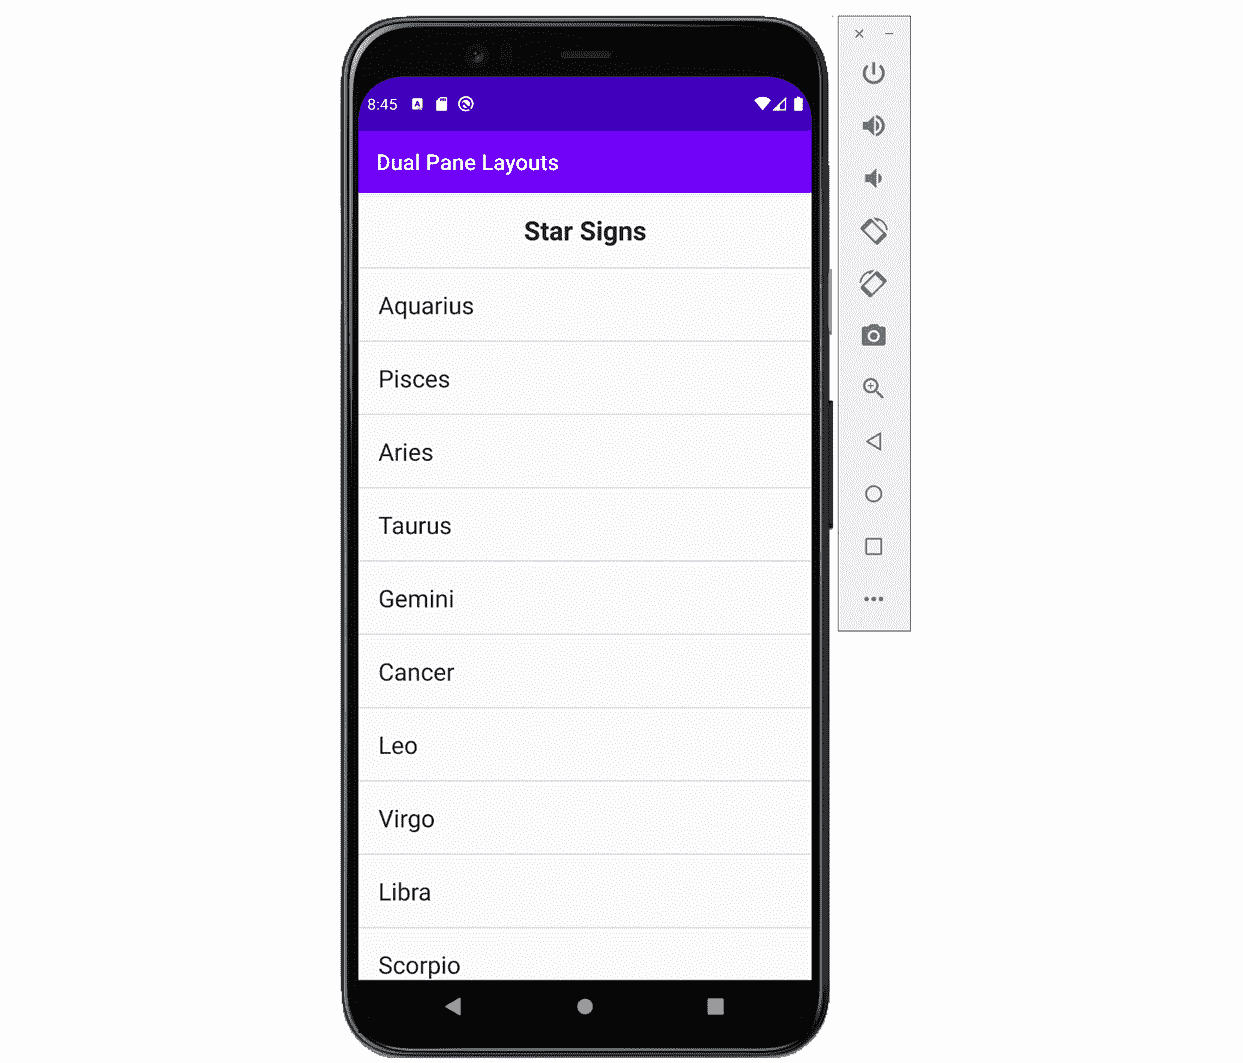 8:45
Dual Pane Layouts
Star Signs
Aquarius
Pisces
Aries
Taurus
Gemini
Cancer
Leo
Virgo
Libra
Scorpio